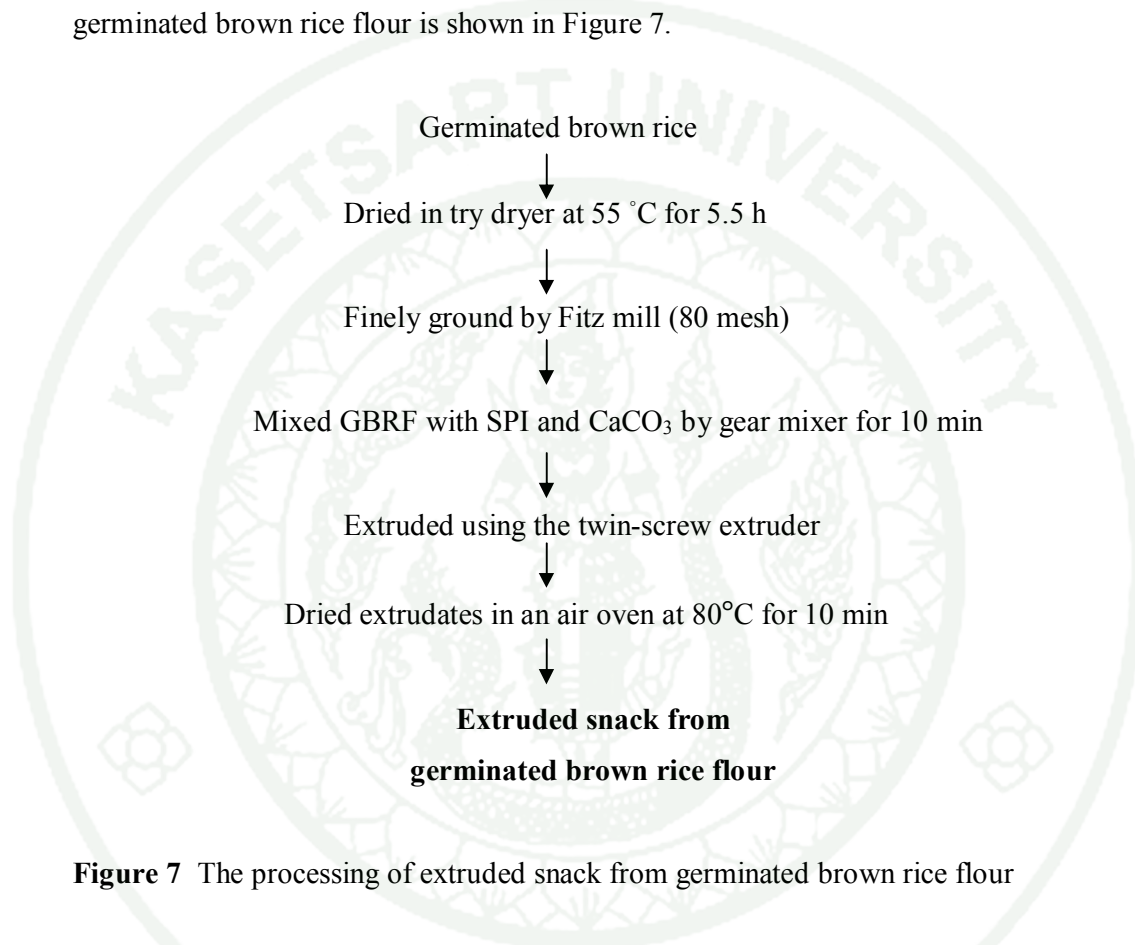 germinated brown rice flour is shown in Figure 7.
KASETSART UNIVERSITY
Germinated brown rice
Dried in try dryer at 55 °C for 5.5 h
Finely ground by Fitz mill (80 mesh)
Mixed GBRF with SPI and CaCO₃ by gear mixer for 10 min
Extruded using the twin-screw extruder
Dried extrudates in an air oven at 80°C for 10 min
Extruded snack from
germinated brown rice flour
Figure 7 The processing of extruded snack from germinated brown rice flour